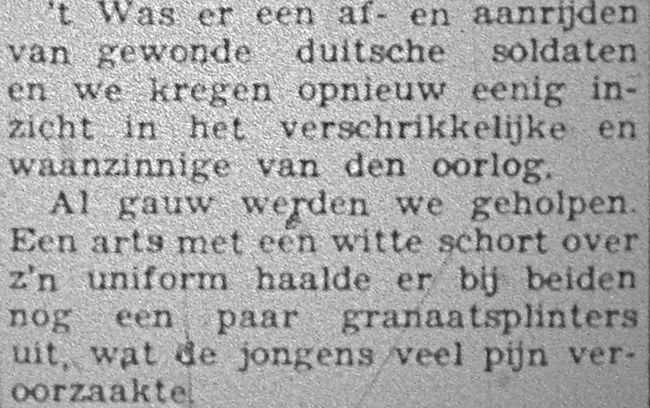 't Was er een af- en aanrijden
van gewonde duitsche soldaten
en we kregen opnieuw eenig in-
zicht in het verschrikkelijke en
waanzinnige van den oorlog.
Al gauw werden we geholpen.
Een arts met een witte schort over
z'n uniform haalde er bij beiden
nog een paar granaatsplinters
uit, wat de jongens veel pijn ver-
oorzaakte.